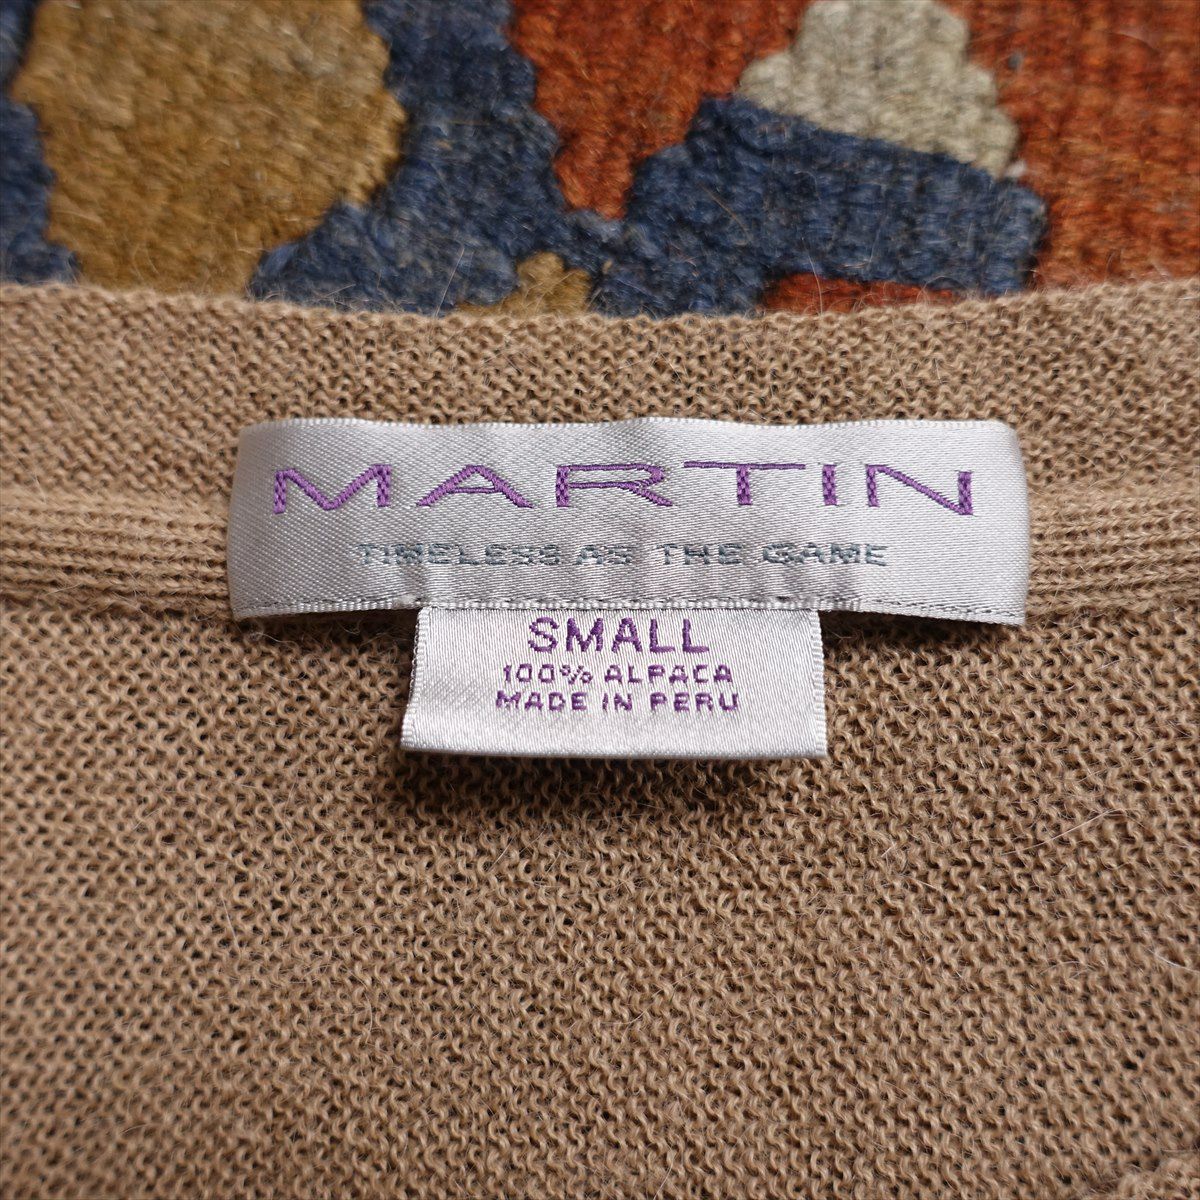 MARTIN
TIMELESS AS THE GAME
SMALL
100% ALPACA
MADE IN PERU